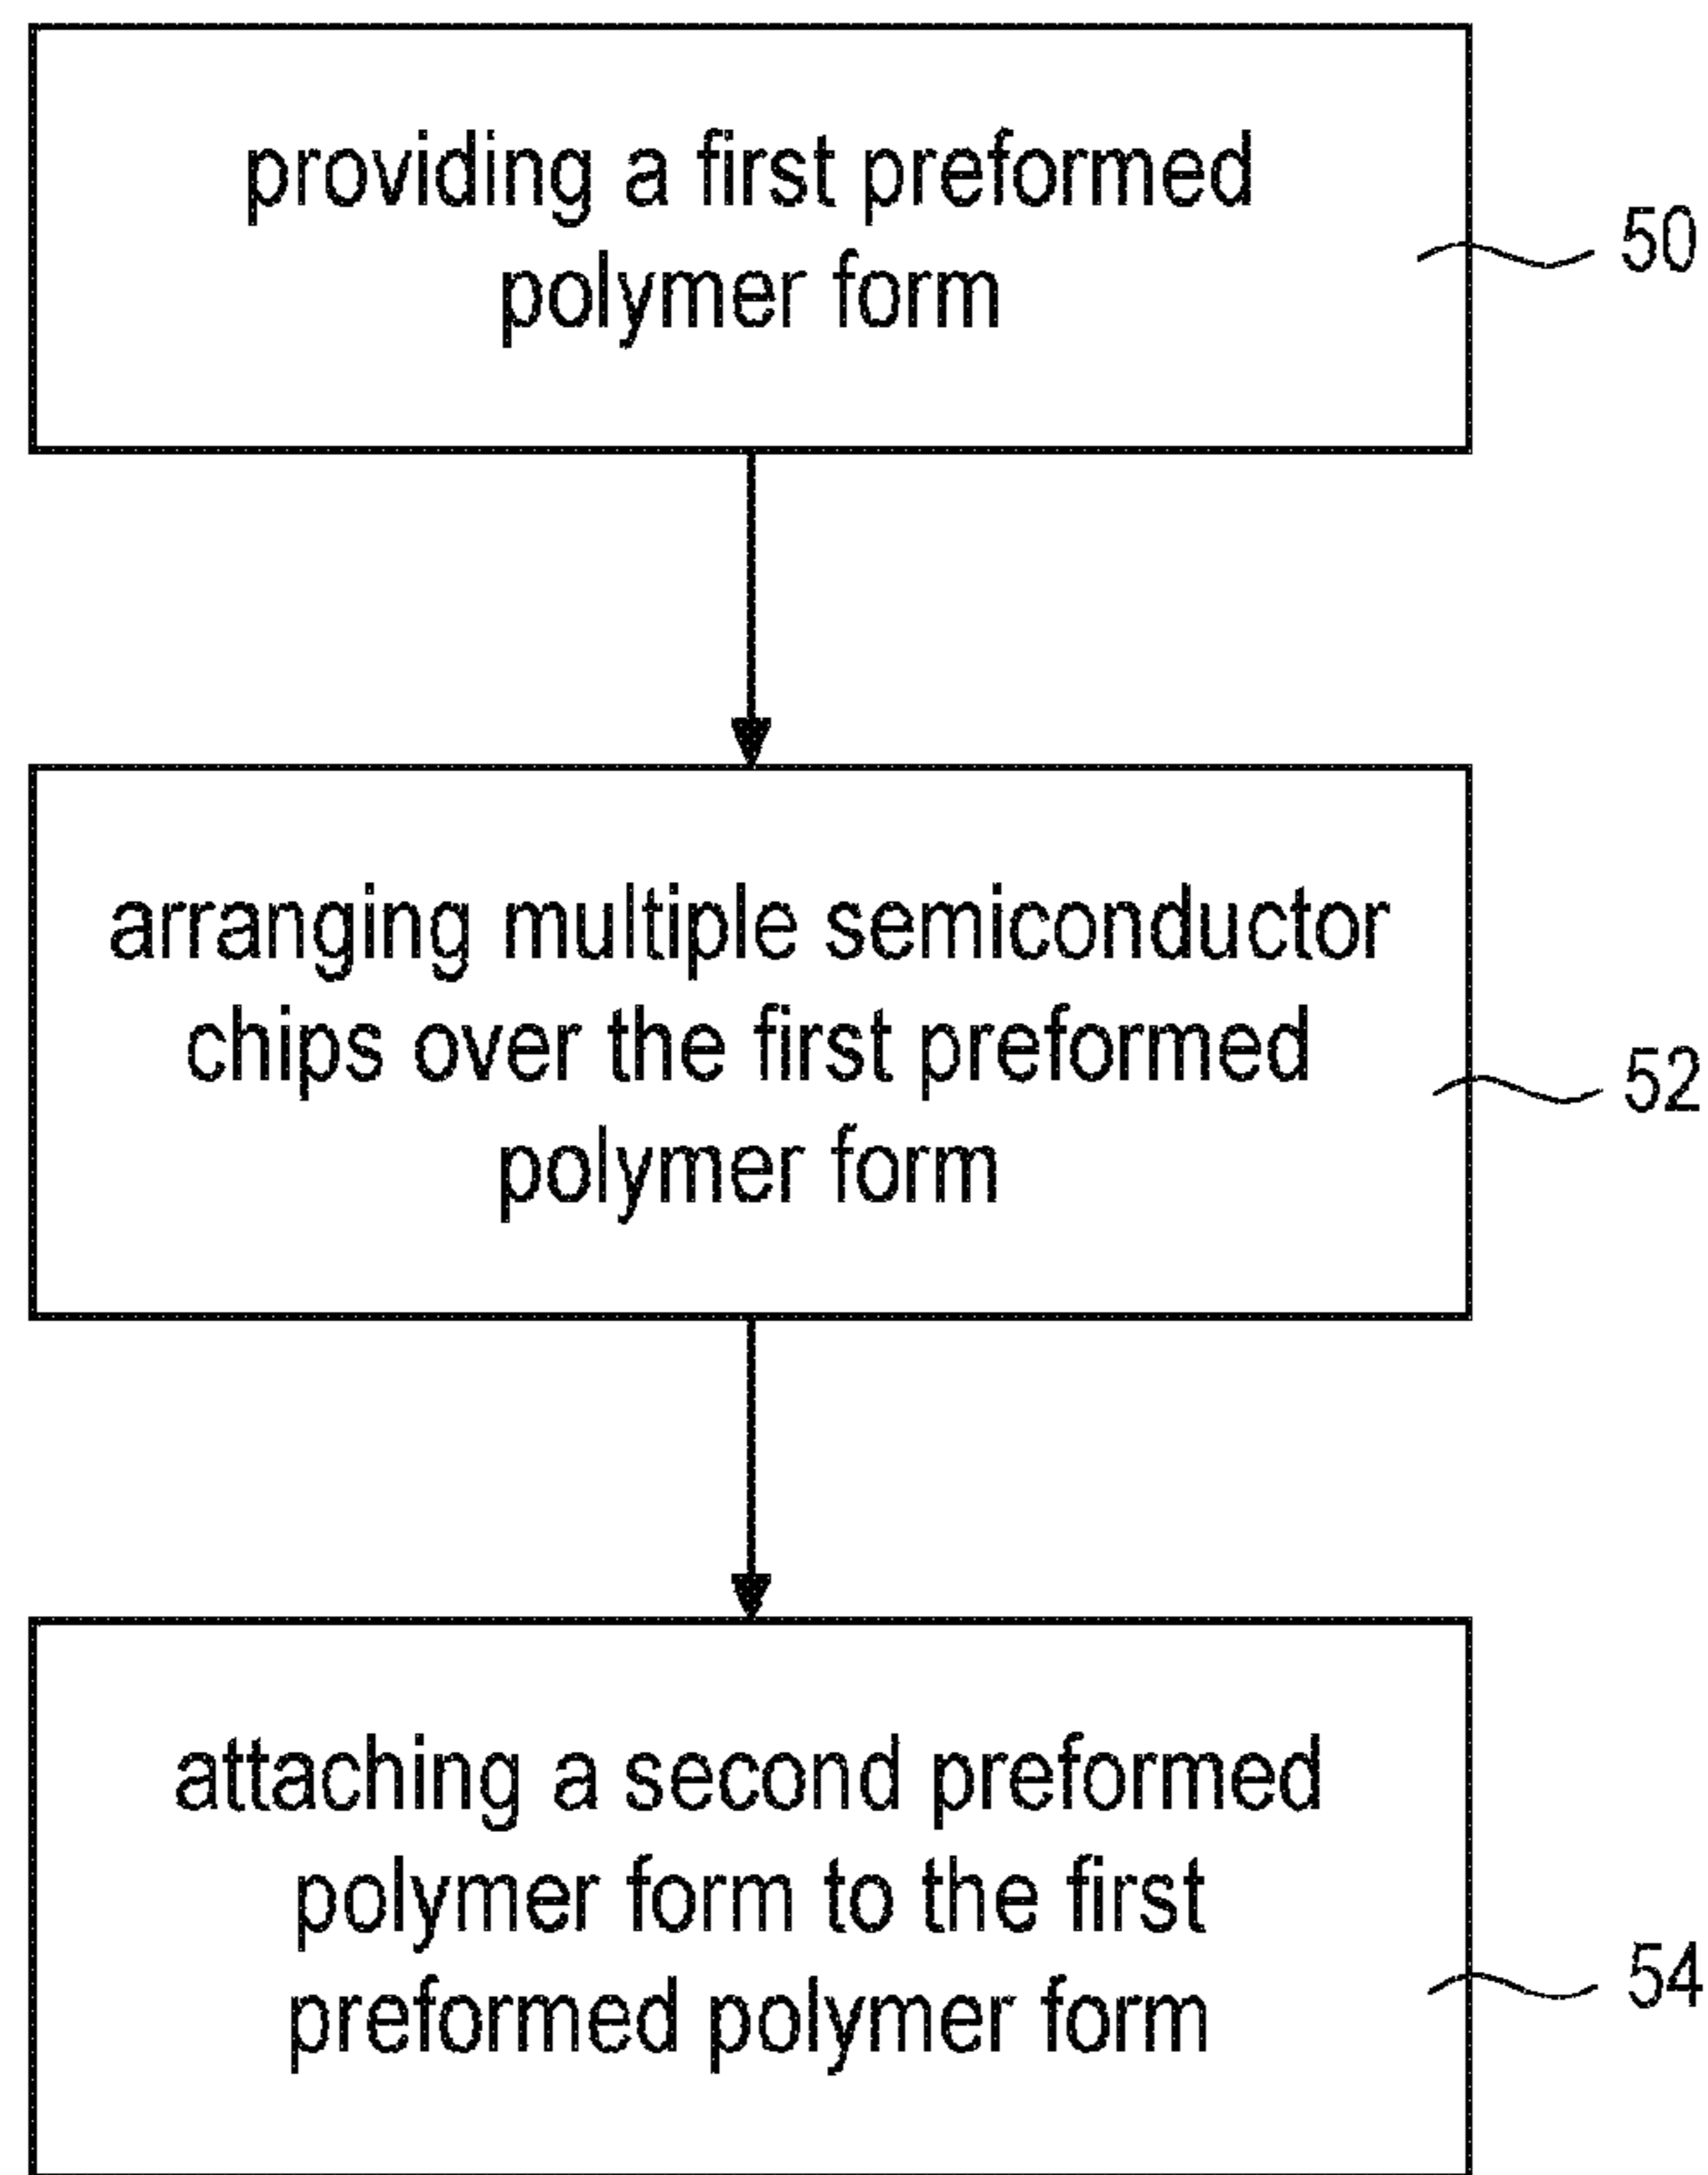 providing a first preformed
polymer form
50
arranging multiple semiconductor
chips over the first preformed
polymer form
52
attaching a second preformed
polymer form to the first
preformed polymer form
54